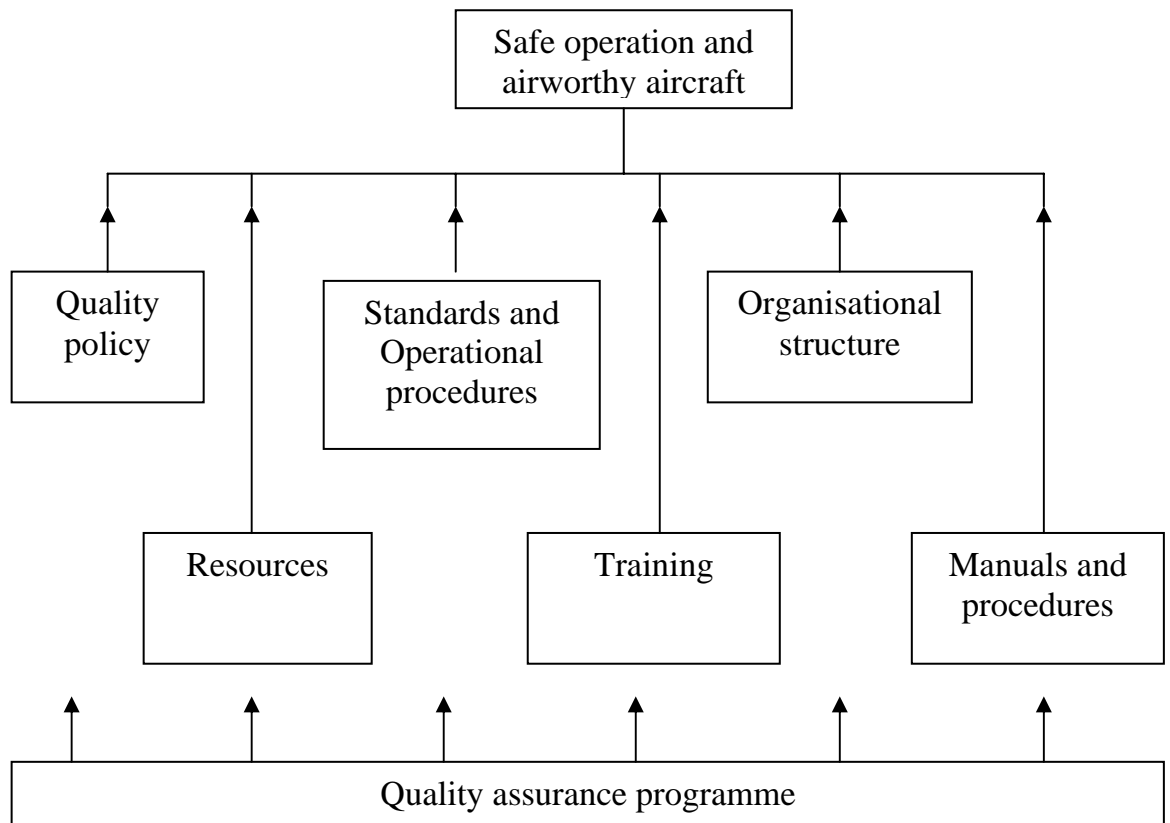 Safe operation and
airworthy aircraft
Quality
policy
Standards and
Operational
procedures
Organisational
structure
Resources
Training
Manuals and
procedures
Quality assurance programme